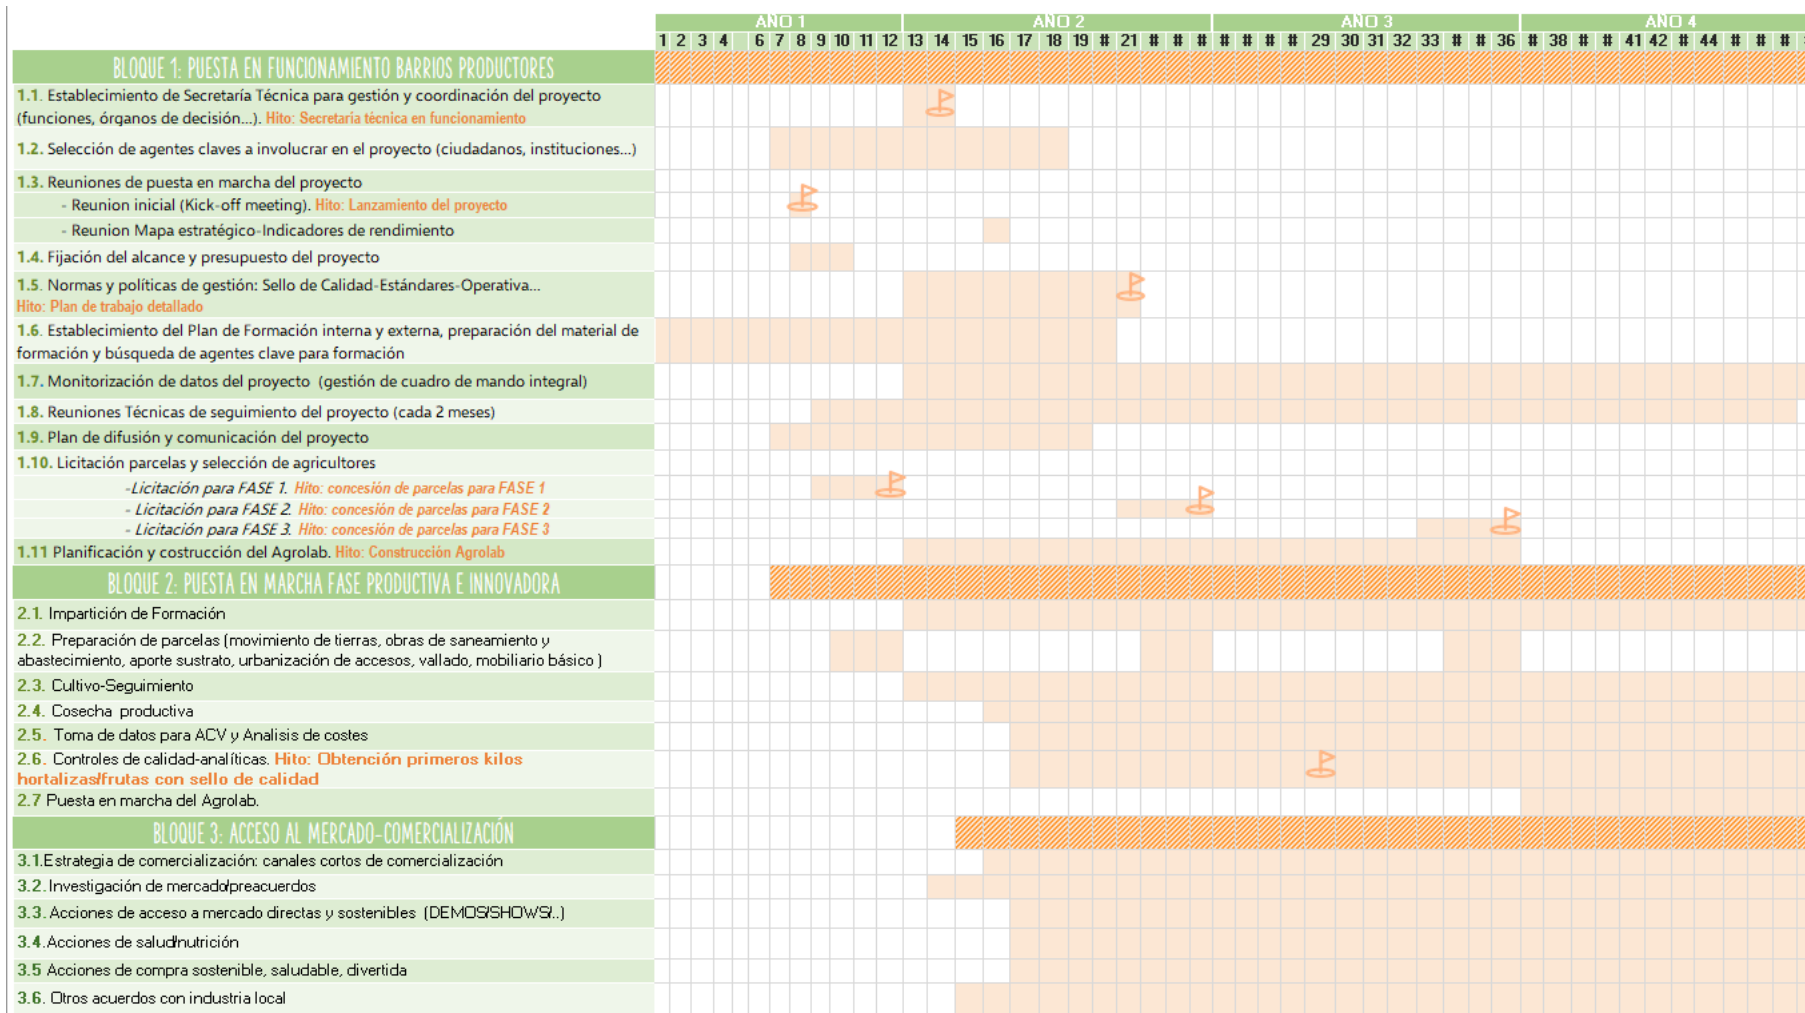 AÑO 1 AÑO 2 AÑO 3 AÑO 4
1 2 3 4 6 7 8 9 10 11 12 13 14 15 16 17 18 19 # 21 # # # # # # # 29 30 31 32 33 # # 36 # 38 # # 41 42 # 44 # # #
BLOQUE 1: PUESTA EN FUNCIONAMIENTO BARRIOS PRODUCTORES
1.1. Establecimiento de Secretaría Técnica para gestión y coordinación del proyecto
(funciones, órganos de decisión...). Hito: Secretaría técnica en funcionamiento
1.2. Selección de agentes claves a involucrar en el proyecto (ciudadanos, instituciones...)
1.3. Reuniones de puesta en marcha del proyecto
- Reunion inicial (Kick-off meeting). Hito: Lanzamiento del proyecto
- Reunion Mapa estratégico-Indicadores de rendimiento
1.4. Fijación del alcance y presupuesto del proyecto
1.5. Normas y políticas de gestión: Sello de Calidad-Estándares-Operativa...
Hito: Plan de trabajo detallado
1.6. Establecimiento del Plan de Formación interna y externa, preparación del material de
formación y búsqueda de agentes clave para formación
1.7. Monitorización de datos del proyecto (gestión de cuadro de mando integral)
1.8. Reuniones Técnicas de seguimiento del proyecto (cada 2 meses)
1.9. Plan de difusión y comunicación del proyecto
1.10. Licitación parcelas y selección de agricultores
-Licitación para FASE 1. Hito: concesión de parcelas para FASE 1
- Licitación para FASE 2. Hito: concesión de parcelas para FASE 2
- Licitación para FASE 3. Hito: concesión de parcelas para FASE 3
1.11 Planificación y costrucción del Agrolab. Hito: Construcción Agrolab
BLOQUE 2: PUESTA EN MARCHA FASE PRODUCTIVA E INNOVADORA
2.1. Impartición de Formación
2.2. Preparación de parcelas (movimiento de tierras, obras de saneamiento y
abastecimiento, aporte sustrato, urbanización de accesos, vallado, mobiliario básico )
2.3. Cultivo-Seguimiento
2.4. Cosecha productiva
2.5. Toma de datos para ACV y Analisis de costes
2.6. Controles de calidad-analíticas. Hito: Obtención primeros kilos
hortalizas/frutas con sello de calidad
2.7 Puesta en marcha del Agrolab.
BLOQUE 3: ACCESO AL MERCADO-COMERCIALIZACIÓN
3.1.Estrategia de comercialización: canales cortos de comercialización
3.2. Investigación de mercado/preacuerdos
3.3. Acciones de acceso a mercado directas y sostenibles (DEMOS/SHOWS/..)
3.4. Acciones de salud/nutrición
3.5 Acciones de compra sostenible, saludable, divertida
3.6. Otros acuerdos con industria local